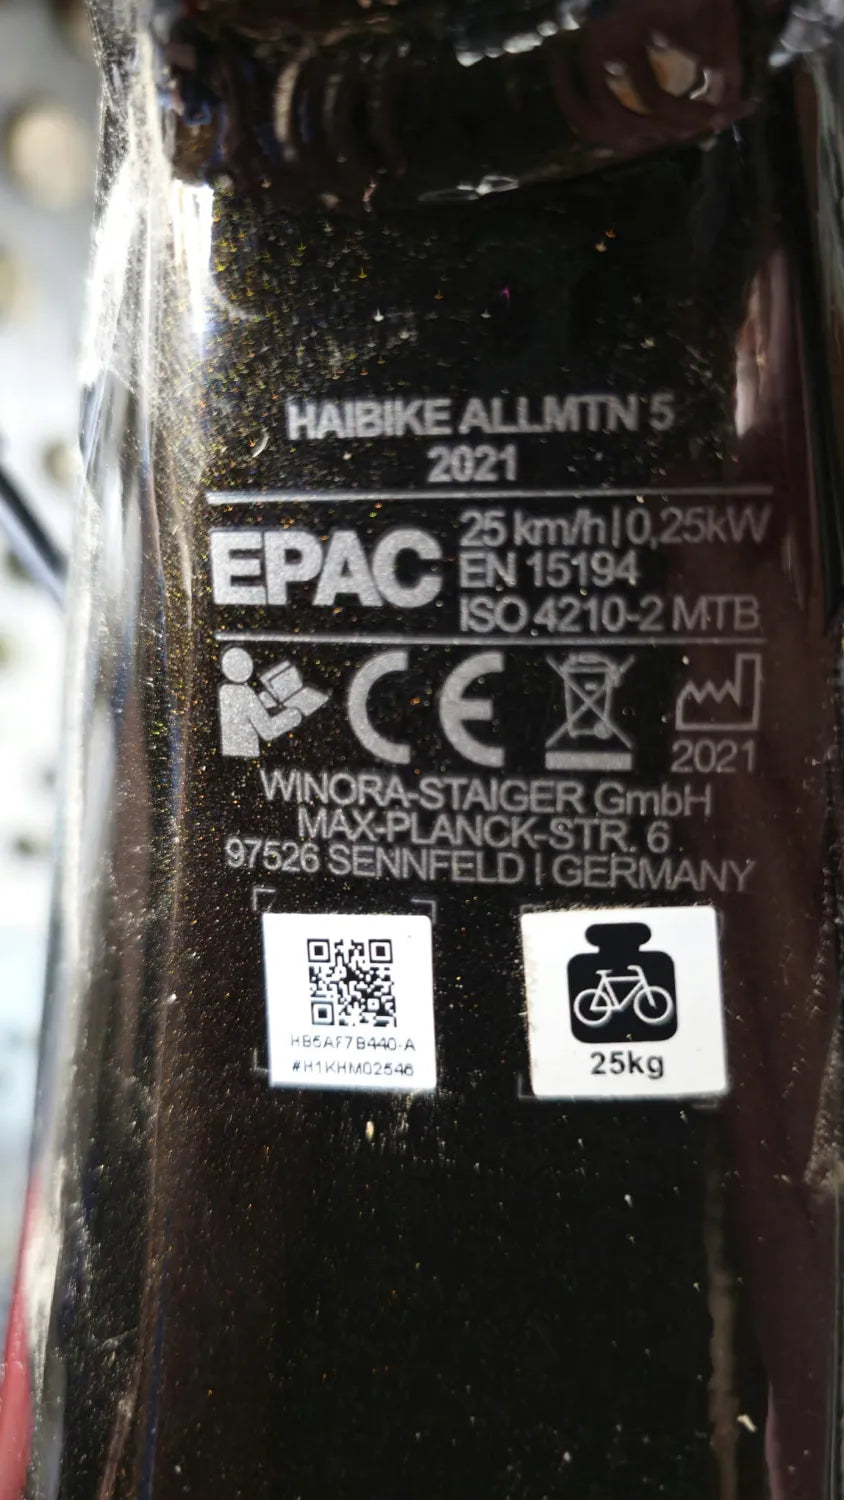 HAIBIKE ALLMTN 5
2021
EPAC
25 km/h | 0,25kW
EN 15194
ISO 4210-2 MTB
CE
2021
WINORA-STAIGER GmbH
MAX-PLANCK-STR. 6
97526 SENNFELD | GERMANY
HB5AF7B440-A
#H1KHM02546
25kg